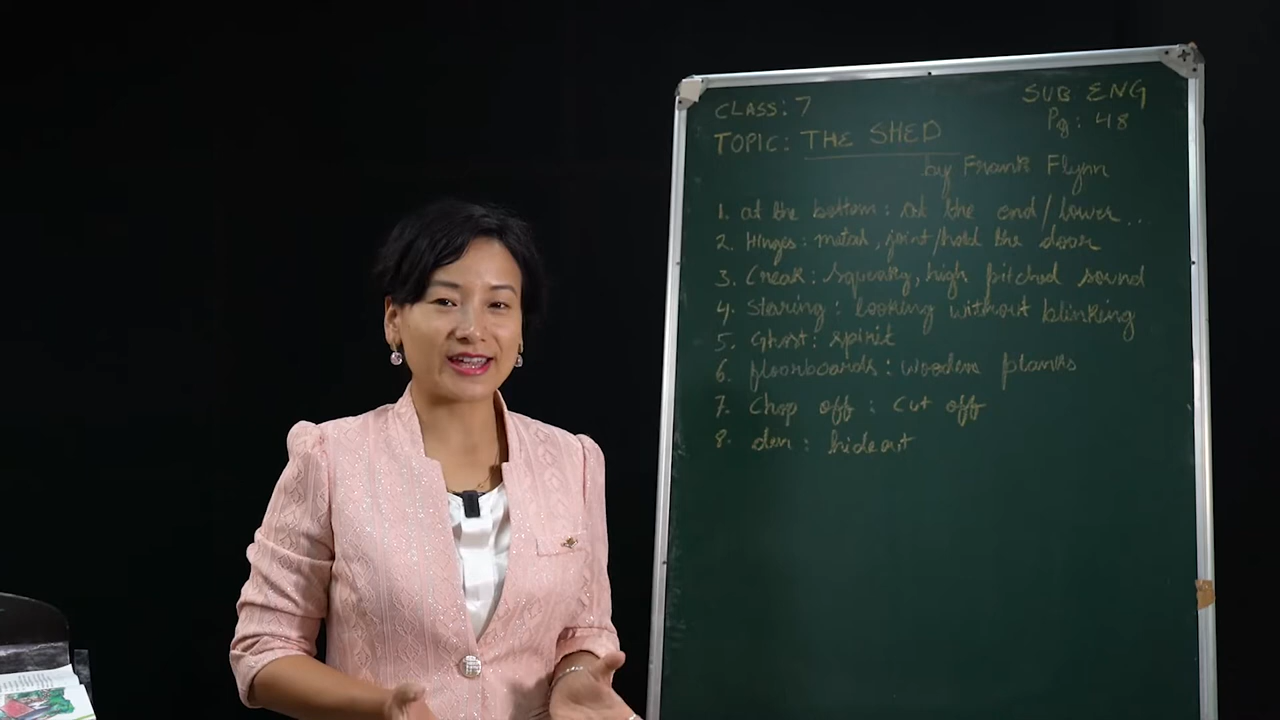 CLASS: 7
SUB ENG
Pg: 48
TOPIC: THE SHED
by Frank Flynn
1. at the bottom: at the end/lower...
2. Hinges: metal, joint/hold the door
3. Creak: squeaky, high pitched sound
4. Staring: looking without blinking
5. Ghost: spirit
6. floorboards: wooden planks
7. Chop off: cut off
8. den: hideout